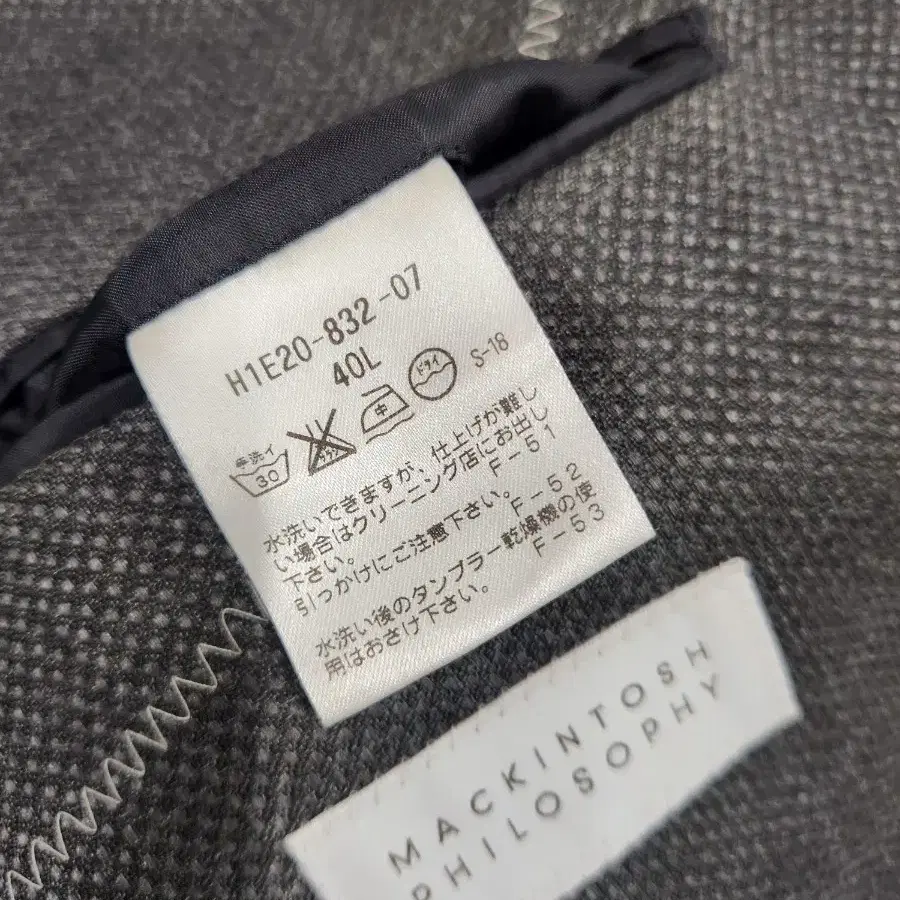 H1E20-832-07
40L
手洗イ
30
中
ドライ
S-18
水洗いできますが、仕上げが難し
い場合はクリーニング店にお出し
下さい。 F-51
引っかけにご注意下さい。 F-52
水洗い後のタンブラー乾燥機の使
用はおさけ下さい。 F-53
MACKINTOSH
PHILOSOPHY